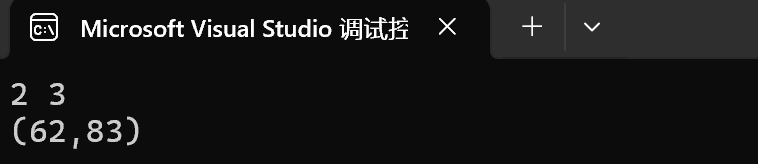 C:\
Microsoft Visual Studio 调试控
2 3
(62,83)